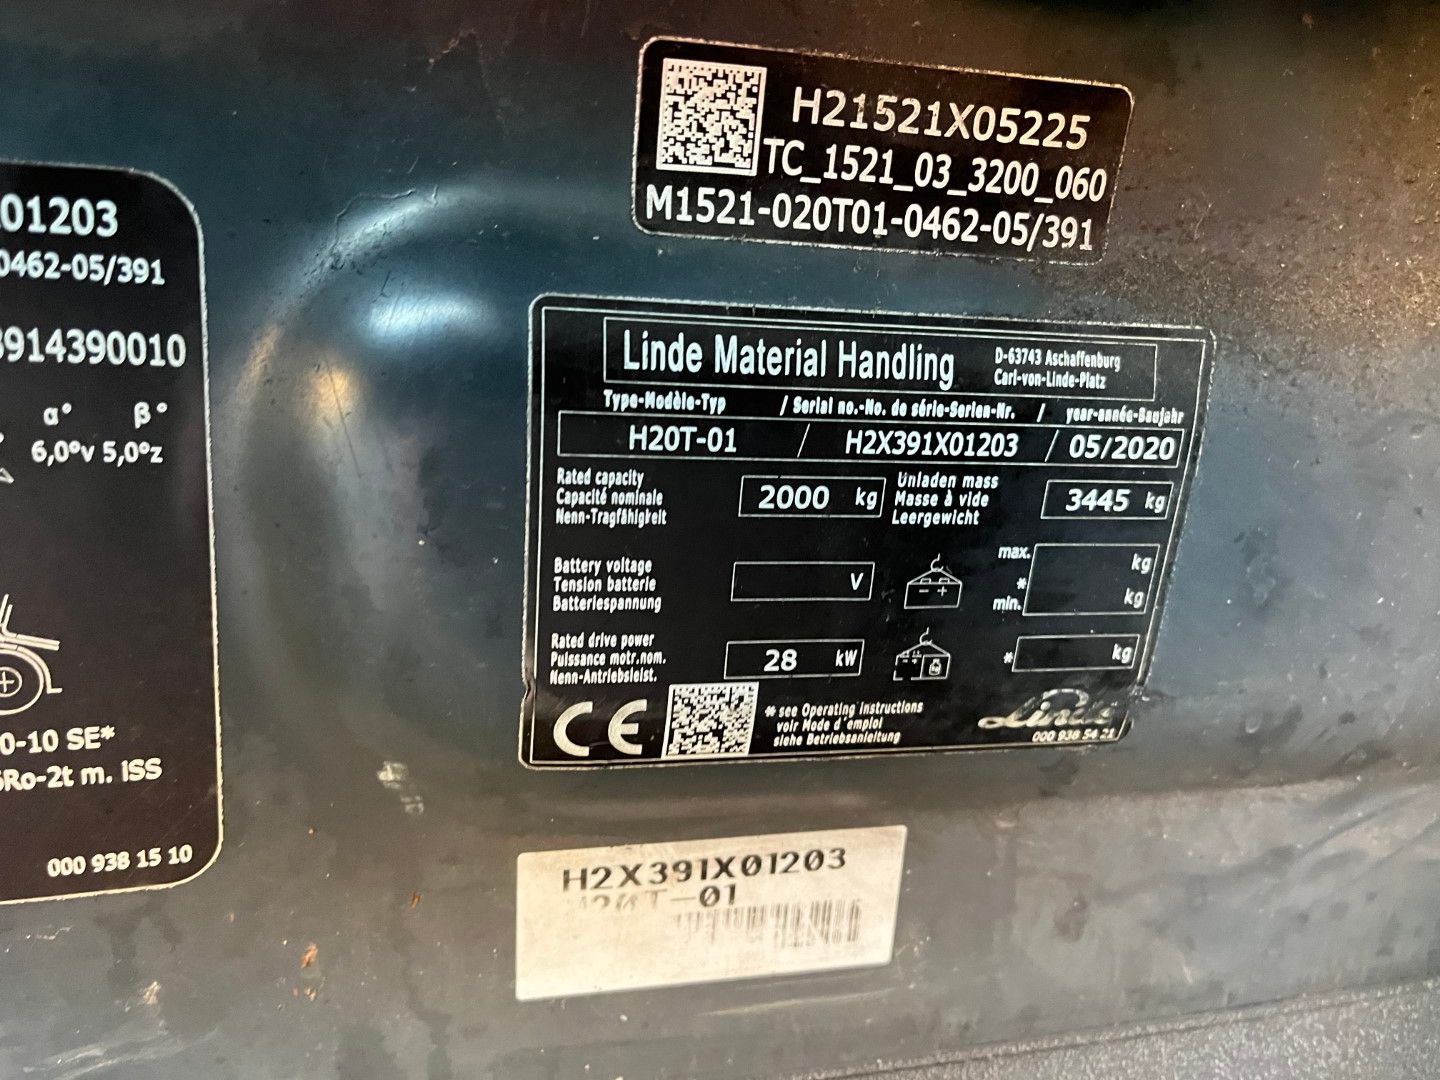 H21521X05225
TC_1521_03_3200_060
M1521-020T01-0462-05/391
01203
0462-05/391
3914390010
α° β°
6,0°v 5,0°z
0-10 SE*
Ro-2t m. iSS
000 938 15 10
Linde Material Handling
D-63743 Aschaffenburg
Carl-von-Linde-Platz
Type-Modèle-Typ / Serial no.-No. de série-Serien-Nr. / year-année-Baujahr
H20T-01 / H2X391X01203 / 05/2020
Rated capacity
Capacité nominale
Nenn-Tragfähigkeit
2000 kg
Unladen mass
Masse à vide
Leergewicht
3445 kg
Battery voltage
Tension batterie
Batteriespannung
V
max. kg
*
min. kg
Rated drive power
Puissance motr.nom.
Nenn-Antriebsleist.
28 kW
* kg
CE
* see Operating instructions
voir Mode d'emploi
siehe Betriebsanleitung
Linde
000 938 54 21
H2X391X01203
H20T-01